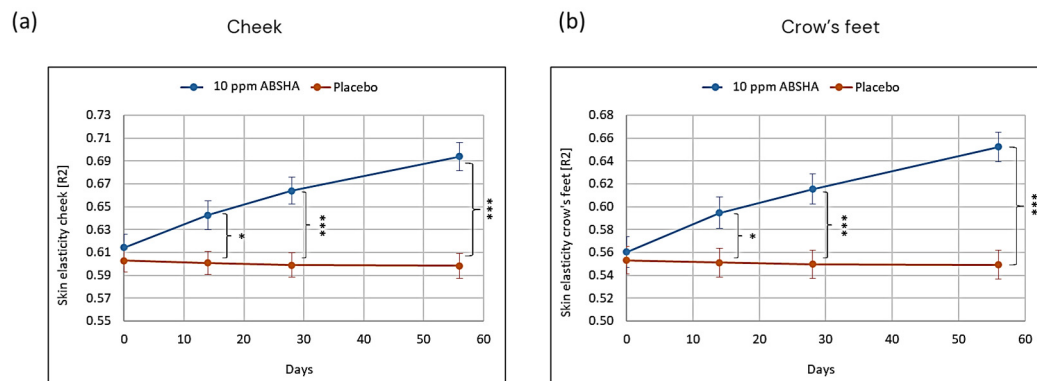 (a)
Cheek
10 ppm ABSHA
Placebo
0.73
0.71
0.69
0.67
0.65
0.63
0.61
0.59
0.57
0.55
Skin elasticity cheek [R2]
*
***
***
0 10 20 30 40 50 60
Days
(b)
Crow's feet
10 ppm ABSHA
Placebo
0.68
0.66
0.64
0.62
0.60
0.58
0.56
0.54
0.52
0.50
Skin elasticity crow's feet [R2]
*
***
***
0 10 20 30 40 50 60
Days